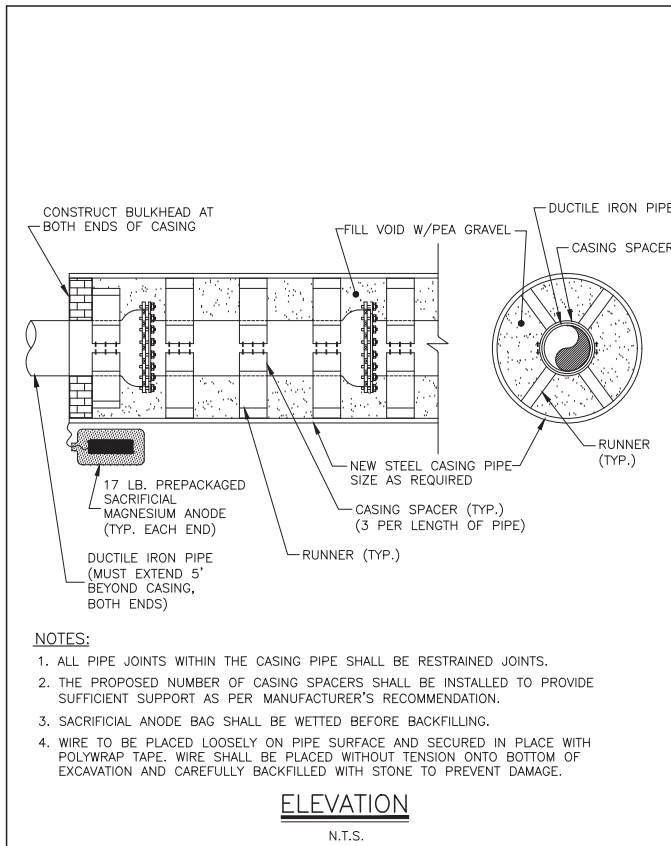 CONSTRUCT BULKHEAD AT
BOTH ENDS OF CASING
FILL VOID W/PEA GRAVEL
DUCTILE IRON PIPE
CASING SPACER
RUNNER
(TYP.)
NEW STEEL CASING PIPE
SIZE AS REQUIRED
17 LB. PREPACKAGED
SACRIFICIAL
MAGNESIUM ANODE
(TYP. EACH END)
CASING SPACER (TYP.)
(3 PER LENGTH OF PIPE)
RUNNER (TYP.)
DUCTILE IRON PIPE
(MUST EXTEND 5'
BEYOND CASING,
BOTH ENDS)
NOTES:
1. ALL PIPE JOINTS WITHIN THE CASING PIPE SHALL BE RESTRAINED JOINTS.
2. THE PROPOSED NUMBER OF CASING SPACERS SHALL BE INSTALLED TO PROVIDE
SUFFICIENT SUPPORT AS PER MANUFACTURER'S RECOMMENDATION.
3. SACRIFICIAL ANODE BAG SHALL BE WETTED BEFORE BACKFILLING.
4. WIRE TO BE PLACED LOOSELY ON PIPE SURFACE AND SECURED IN PLACE WITH
POLYWRAP TAPE. WIRE SHALL BE PLACED WITHOUT TENSION ONTO BOTTOM OF
EXCAVATION AND CAREFULLY BACKFILLED WITH STONE TO PREVENT DAMAGE.
ELEVATION
N.T.S.